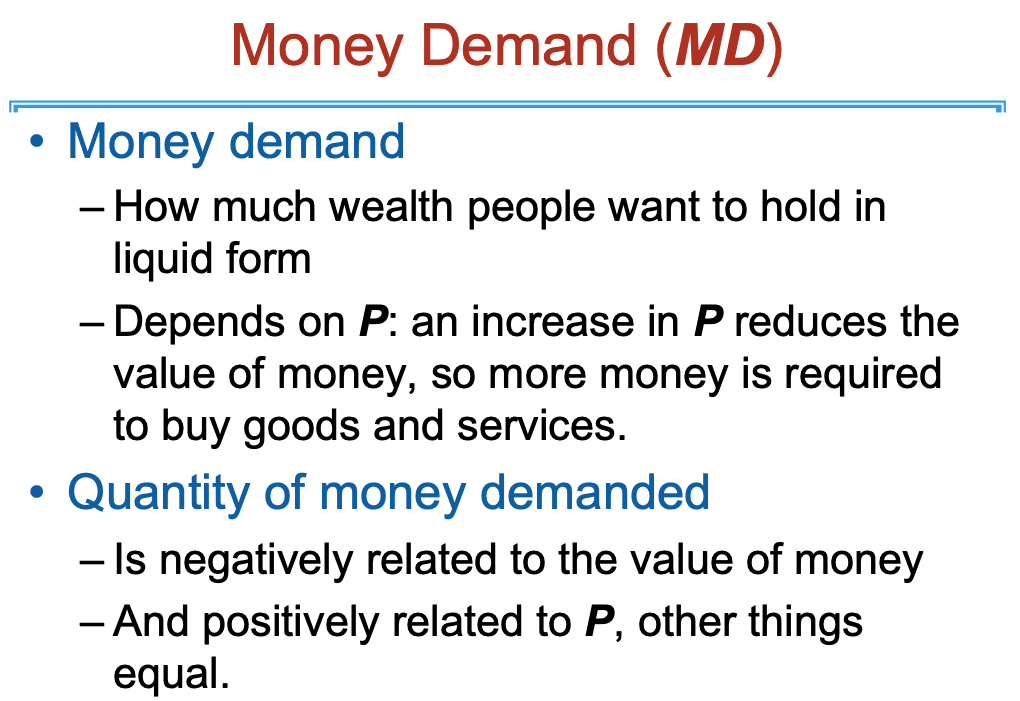 Money Demand (MD)
• Money demand
– How much wealth people want to hold in
liquid form
– Depends on P: an increase in P reduces the
value of money, so more money is required
to buy goods and services.
• Quantity of money demanded
– Is negatively related to the value of money
– And positively related to P, other things
equal.